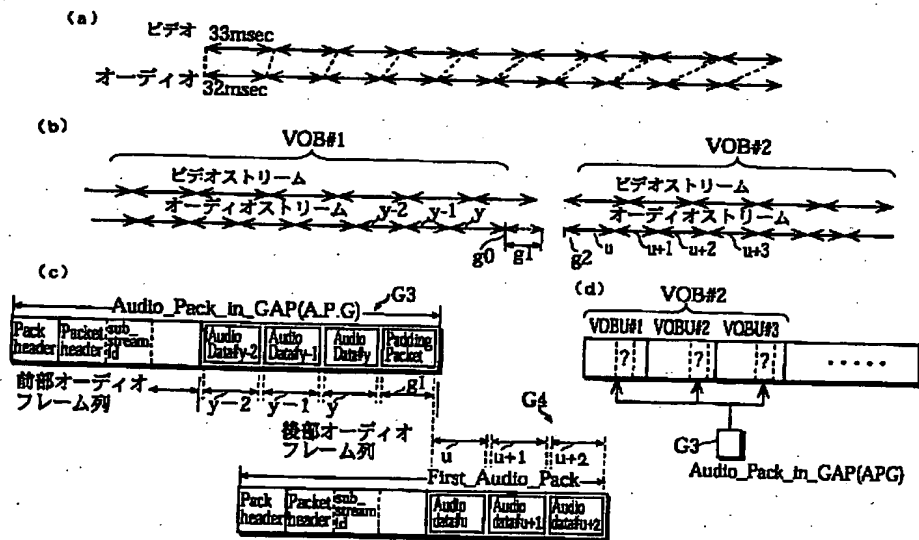 (a)
ビデオ 33msec
オーディオ 32msec
(b)
VOB#1
VOB#2
ビデオストリーム
ビデオストリーム
オーディオストリーム
オーディオストリーム
y-2 y-1 y
g0 g1
g2 u u+1 u+2 u+3
(c)
Audio_Pack_in_GAP(A.P.G) G3
Pack header
Packet header
sub_stream id
Audio Datafy-2
Audio Datafy-1
Audio Datafy
Padding Packet
前部オーディオ
フレーム列
y-2 y-1 y g1
後部オーディオ
フレーム列
G4
u u+1 u+2
First_Audio_Pack
Pack header
Packet header
sub_stream id
Audio datafu
Audio datafu+1
Audio datafu+2
(d)
VOB#2
VOBU#1 VOBU#2 VOBU#3
? ? ? .....
G3
Audio_Pack_in_GAP(APG)